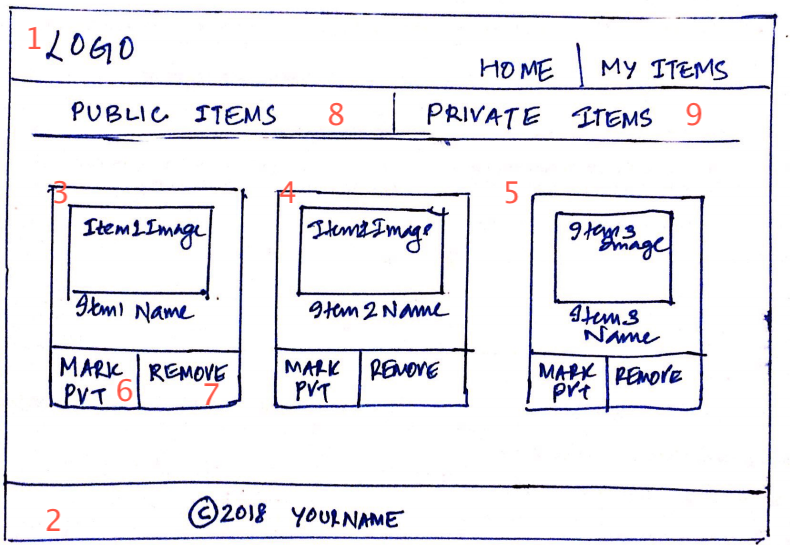 1 LOGO
HOME | MY ITEMS
PUBLIC ITEMS 8 | PRIVATE ITEMS 9
3 4 5
Item1Image Item2Image Item3
Image
Item1 Name Item 2 Name Item3
Name
MARK REMOVE MARK REMOVE MARK REMOVE
PVT 6 7 PVT PVT
2 ©2018 YOURNAME